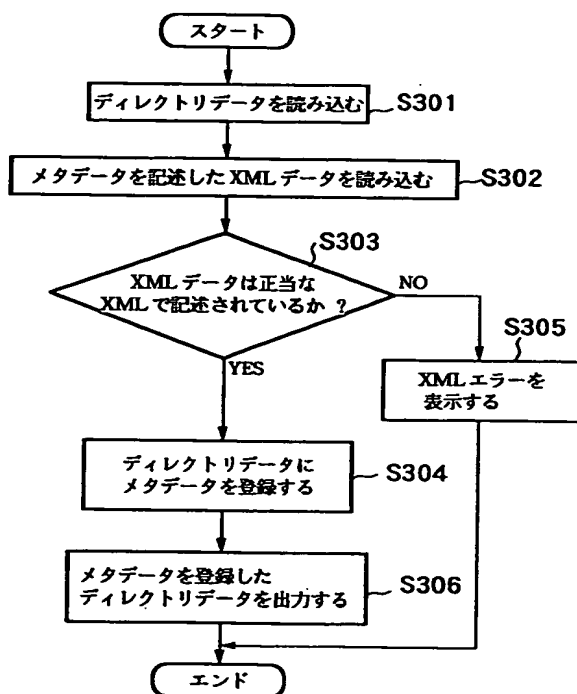 スタート
ディレクトリデータを読み込む
S301
メタデータを記述したXMLデータを読み込む
S302
S303
XMLデータは正当な
XMLで記述されているか？
NO
YES
S305
XMLエラーを
表示する
ディレクトリデータに
メタデータを登録する
S304
メタデータを登録した
ディレクトリデータを出力する
S306
エンド